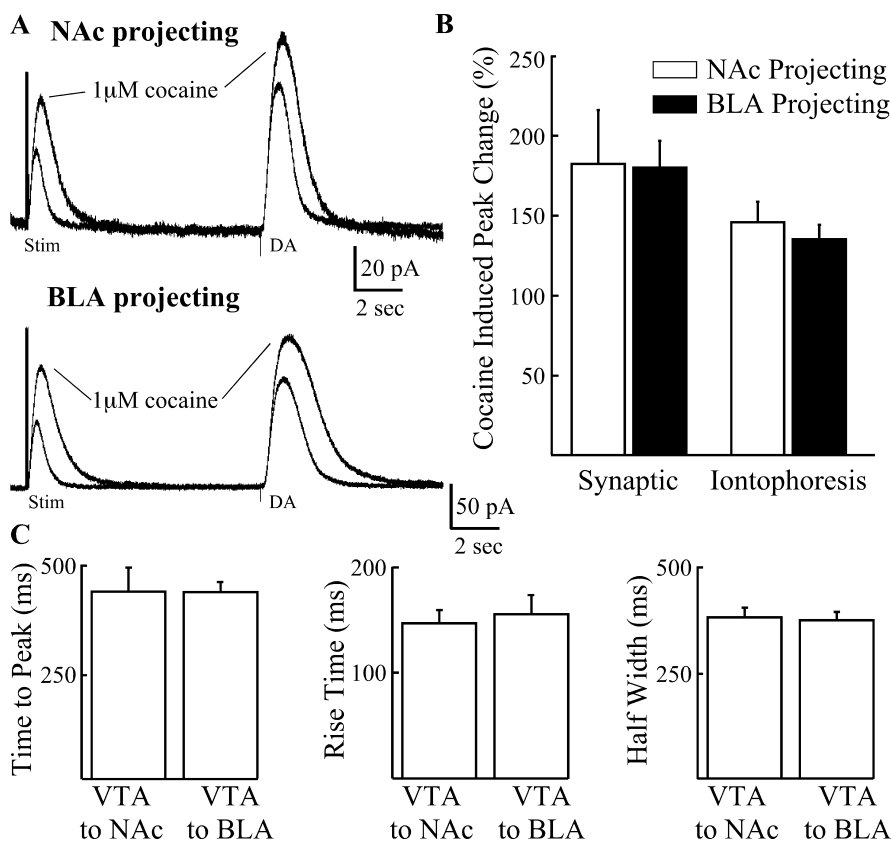 A
NAc projecting
1μM cocaine
Stim
DA
20 pA
2 sec
BLA projecting
1μM cocaine
Stim
DA
50 pA
2 sec
B
Cocaine Induced Peak Change (%)
250
200
150
100
50
NAc Projecting
BLA Projecting
Synaptic
Iontophoresis
C
Time to Peak (ms)
500
250
VTA
to NAc
VTA
to BLA
Rise Time (ms)
200
100
VTA
to NAc
VTA
to BLA
Half Width (ms)
500
250
VTA
to NAc
VTA
to BLA